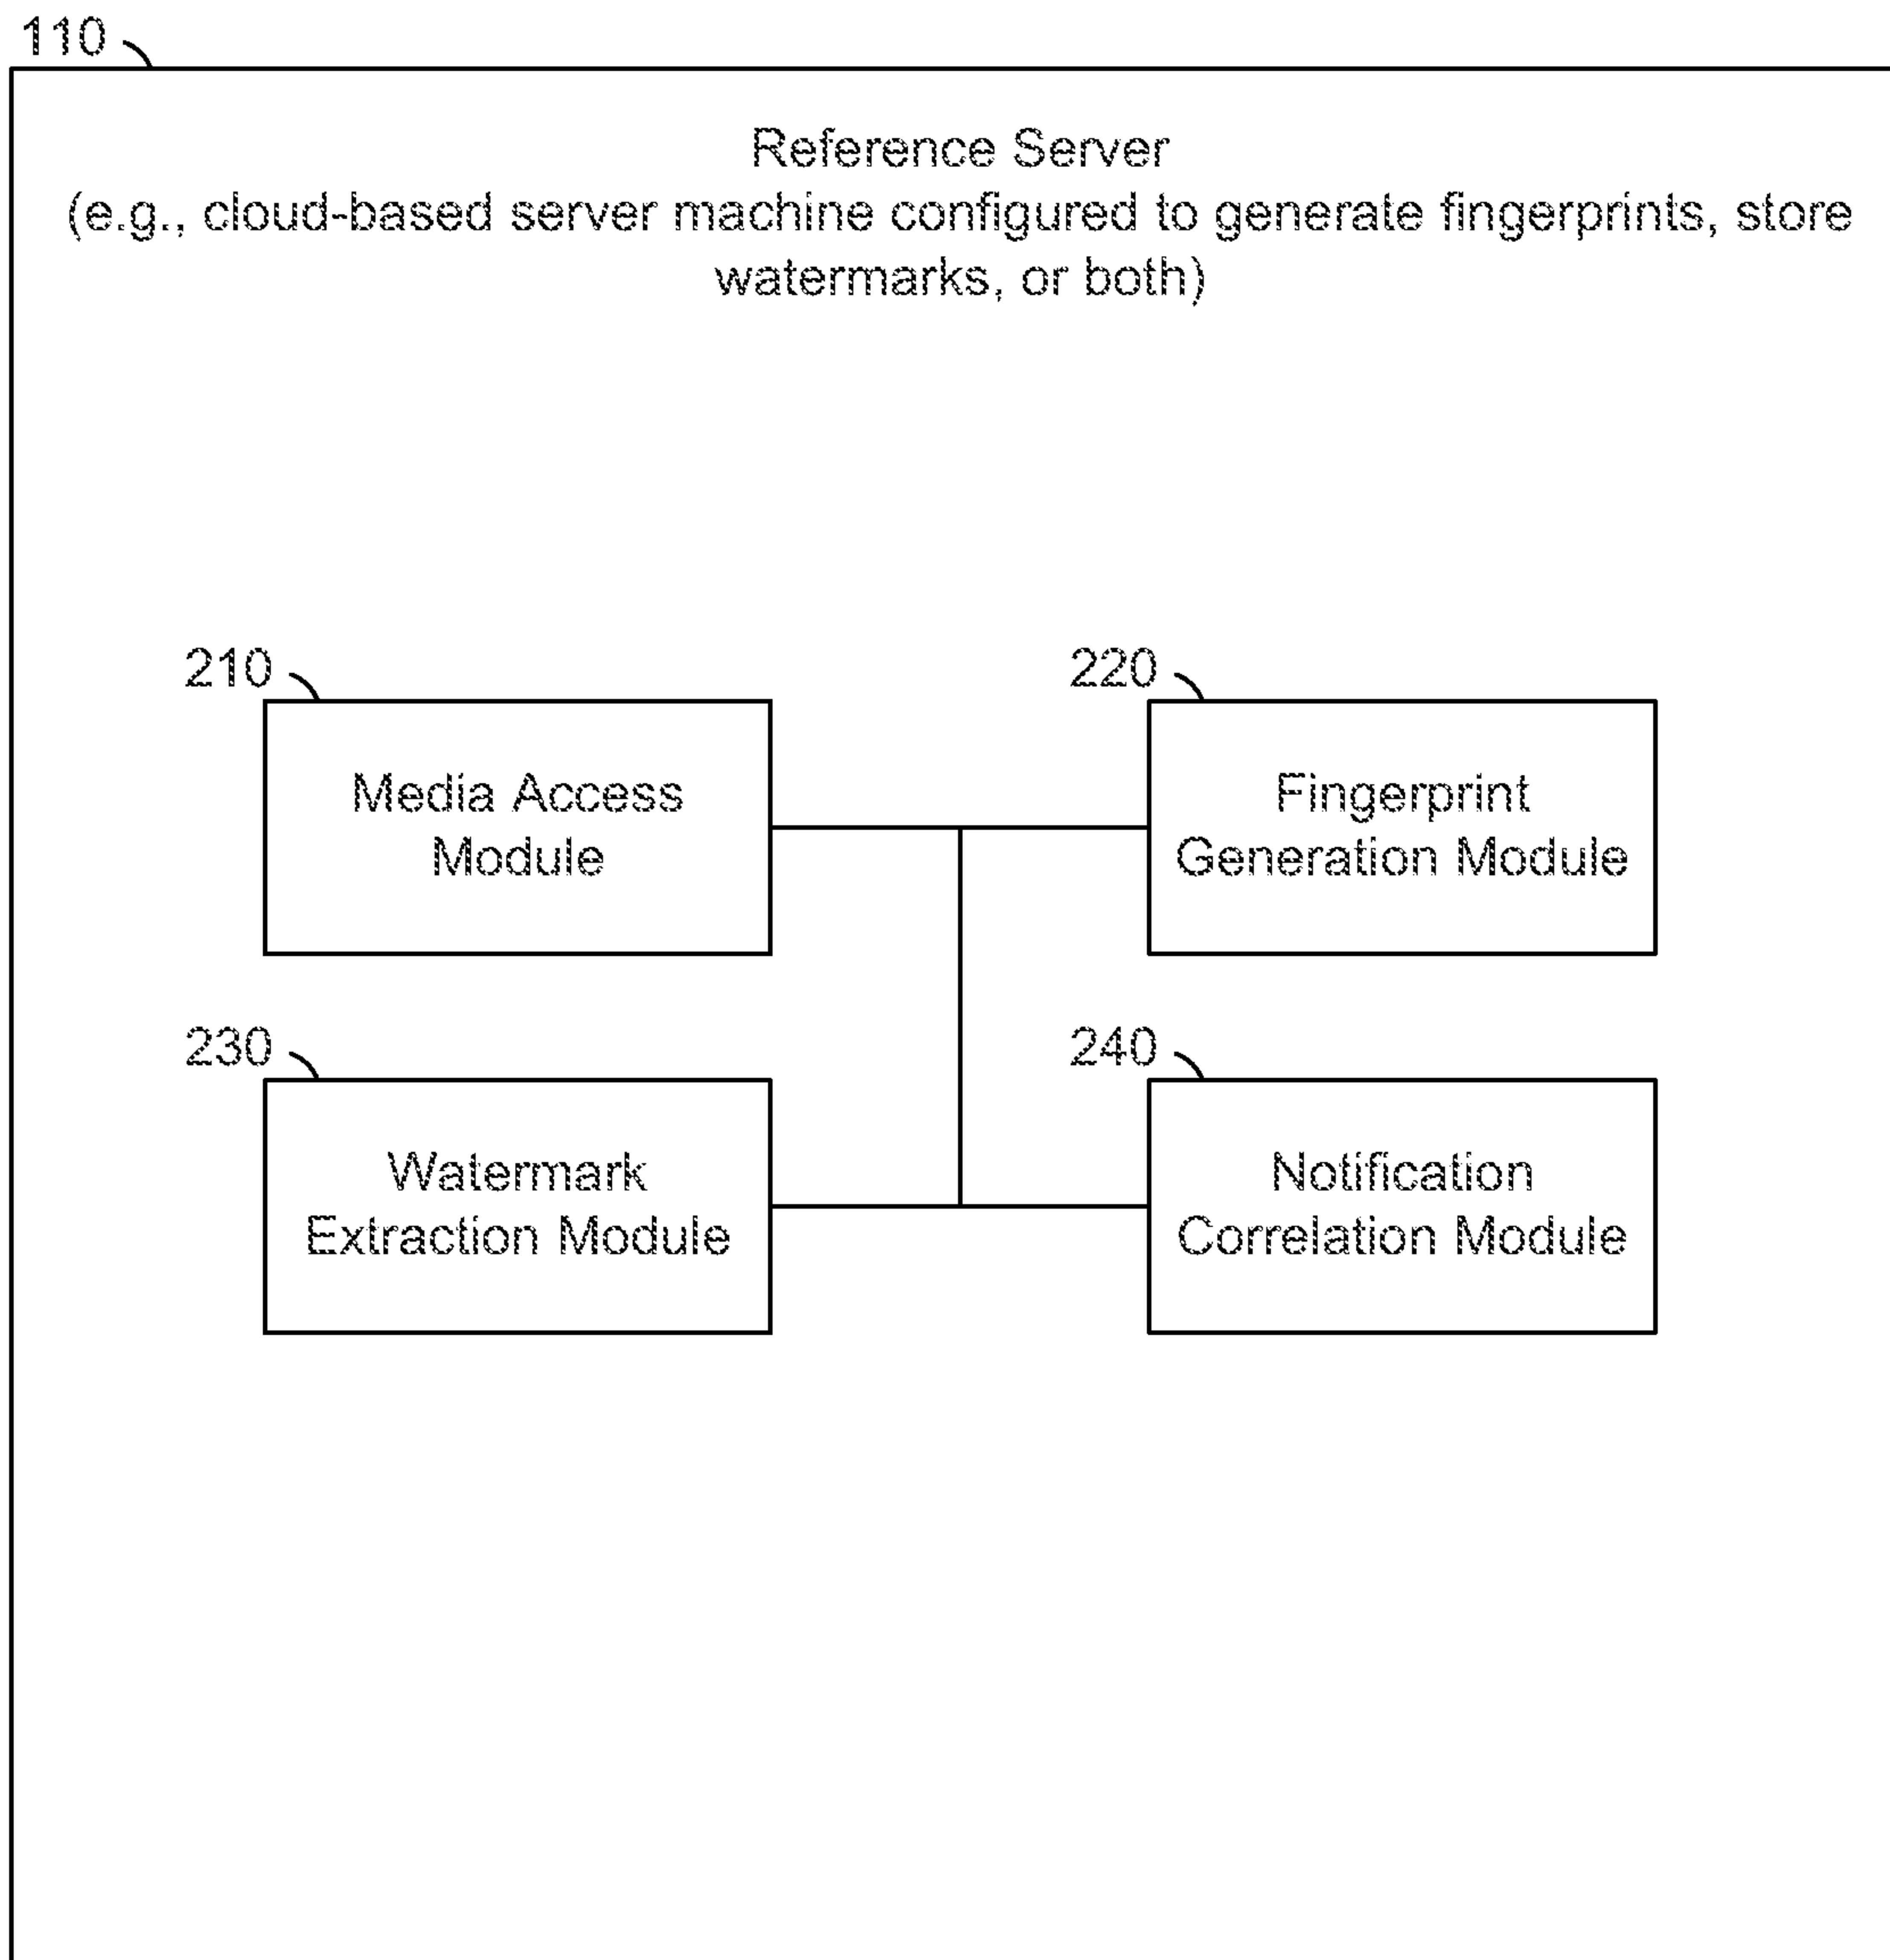 110
Reference Server
(e.g., cloud-based server machine configured to generate fingerprints, store
watermarks, or both)
210
220
Media Access
Module
Fingerprint
Generation Module
230
240
Watermark
Extraction Module
Notification
Correlation Module